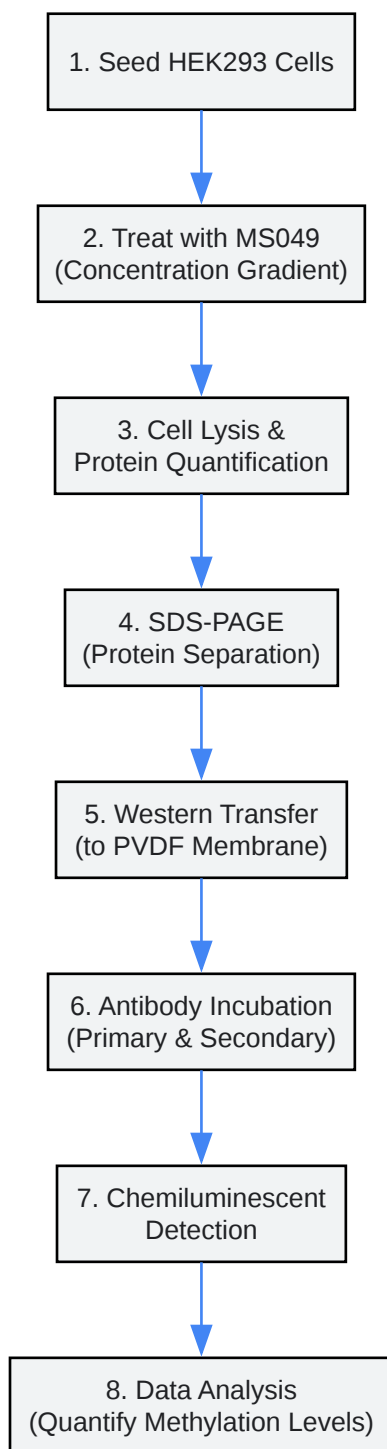 1. Seed HEK293 Cells
2. Treat with MS049
(Concentration Gradient)
3. Cell Lysis &
Protein Quantification
4. SDS-PAGE
(Protein Separation)
5. Western Transfer
(to PVDF Membrane)
6. Antibody Incubation
(Primary & Secondary)
7. Chemiluminescent
Detection
8. Data Analysis
(Quantify Methylation Levels)